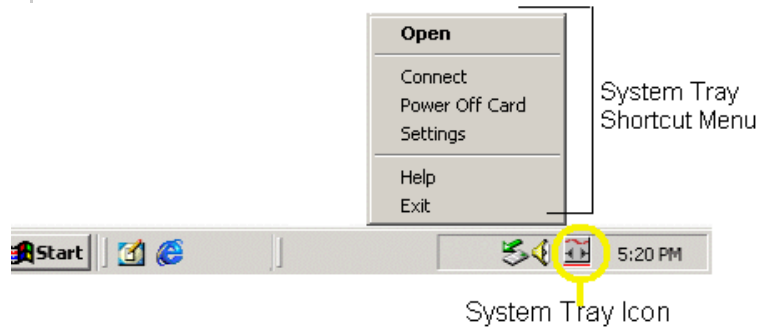 Open
Connect
Power Off Card
Settings
Help
Exit
System Tray
Shortcut Menu
Start
5:20 PM
System Tray Icon